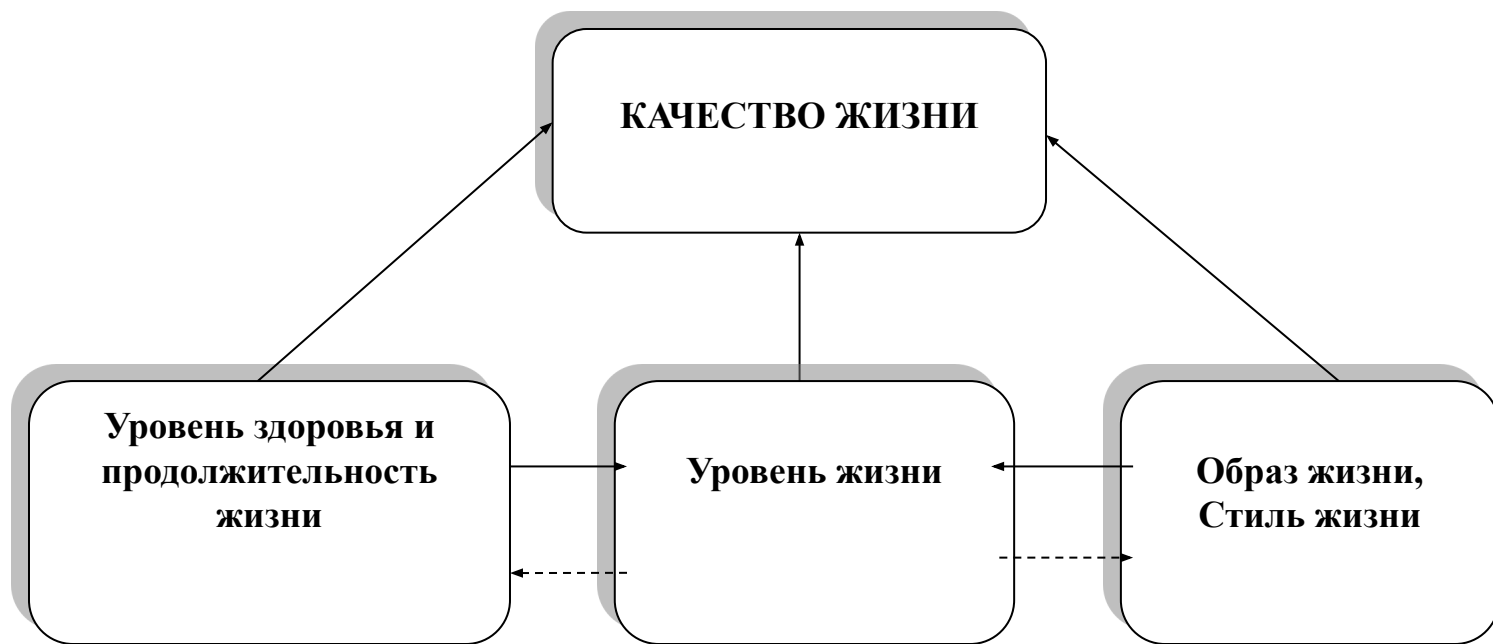 КАЧЕСТВО ЖИЗНИ
Уровень здоровья и
продолжительность
жизни
Уровень жизни
Образ жизни,
Стиль жизни